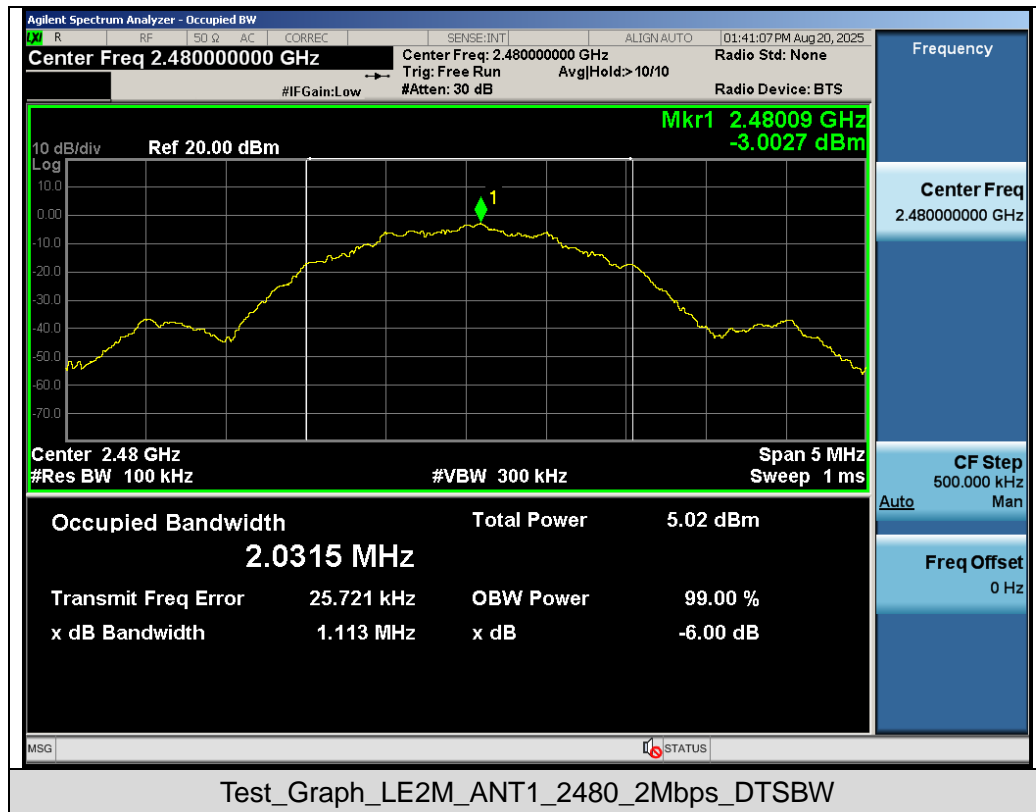 Agilent Spectrum Analyzer - Occupied BW
LXI R RF 50 Ω AC CORREC SENSE:INT ALIGN AUTO 01:41:07 PM Aug 20, 2025
Center Freq 2.480000000 GHz
Center Freq: 2.480000000 GHz
Radio Std: None
Trig: Free Run Avg|Hold:> 10/10
#IFGain:Low
#Atten: 30 dB
Radio Device: BTS
Mkr1 2.48009 GHz
-3.0027 dBm
10 dB/div Ref 20.00 dBm
Log
10.0
0.00
-10.0
-20.0
-30.0
-40.0
-50.0
-60.0
-70.0
1
Center 2.48 GHz Span 5 MHz
#Res BW 100 kHz #VBW 300 kHz Sweep 1 ms
Occupied Bandwidth Total Power 5.02 dBm
2.0315 MHz
Transmit Freq Error 25.721 kHz OBW Power 99.00 %
x dB Bandwidth 1.113 MHz x dB -6.00 dB
Frequency
Center Freq
2.480000000 GHz
CF Step
500.000 kHz
Auto Man
Freq Offset
0 Hz
MSG STATUS
Test_Graph_LE2M_ANT1_2480_2Mbps_DTSBW